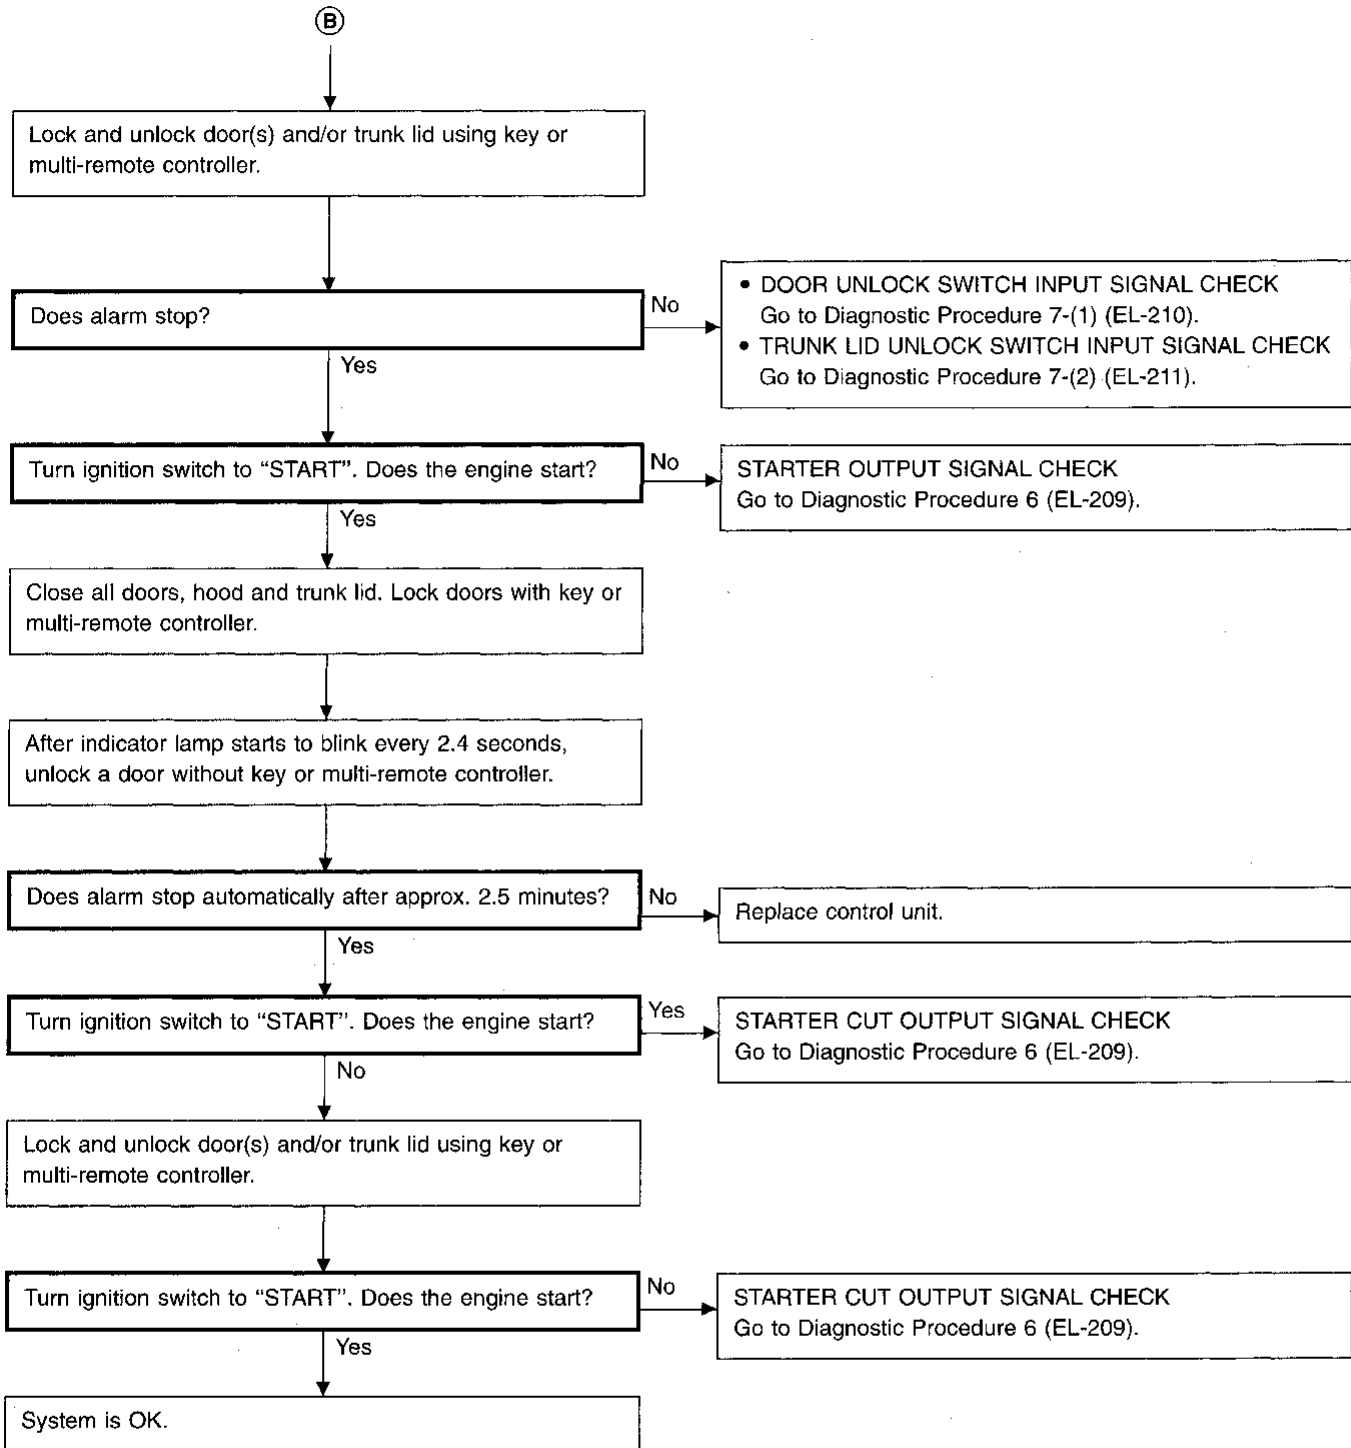 B
Lock and unlock door(s) and/or trunk lid using key or
multi-remote controller.
Does alarm stop?
No
• DOOR UNLOCK SWITCH INPUT SIGNAL CHECK
Go to Diagnostic Procedure 7-(1) (EL-210).
• TRUNK LID UNLOCK SWITCH INPUT SIGNAL CHECK
Go to Diagnostic Procedure 7-(2) (EL-211).
Yes
Turn ignition switch to “START”. Does the engine start?
No
STARTER OUTPUT SIGNAL CHECK
Go to Diagnostic Procedure 6 (EL-209).
Yes
Close all doors, hood and trunk lid. Lock doors with key or
multi-remote controller.
After indicator lamp starts to blink every 2.4 seconds,
unlock a door without key or multi-remote controller.
Does alarm stop automatically after approx. 2.5 minutes?
No
Replace control unit.
Yes
Turn ignition switch to “START”. Does the engine start?
Yes
STARTER CUT OUTPUT SIGNAL CHECK
Go to Diagnostic Procedure 6 (EL-209).
No
Lock and unlock door(s) and/or trunk lid using key or
multi-remote controller.
Turn ignition switch to “START”. Does the engine start?
No
STARTER CUT OUTPUT SIGNAL CHECK
Go to Diagnostic Procedure 6 (EL-209).
Yes
System is OK.